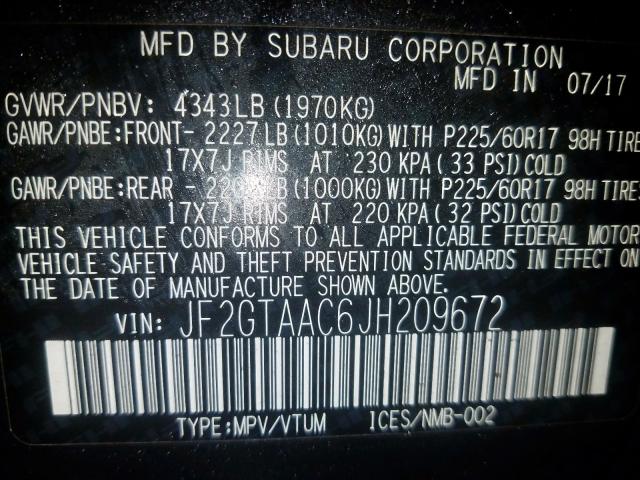 MFD BY SUBARU CORPORATION
MFD IN 07/17
GVWR/PNBV: 4343LB (1970KG)
GAWR/PNBE:FRONT- 2227LB (1010KG) WITH P225/60R17 98H TIRE
17X7J RIMS AT 230 KPA ( 33 PSI) COLD
GAWR/PNBE:REAR - LB (1000KG) WITH P225/60R17 98H TIRE
17X7J RIMS AT 220 KPA ( 32 PSI) COLD
THIS VEHICLE CONFORMS TO ALL APPLICABLE FEDERAL MOTOR
VEHICLE SAFETY AND THEFT PREVENTION STANDARDS IN EFFECT ON
THE DATE OF MANUFACTURE SHOWN ABOVE.
VIN: JF2GTAAC6JH209672
TYPE:MPV/VTUM ICES/NMB-002